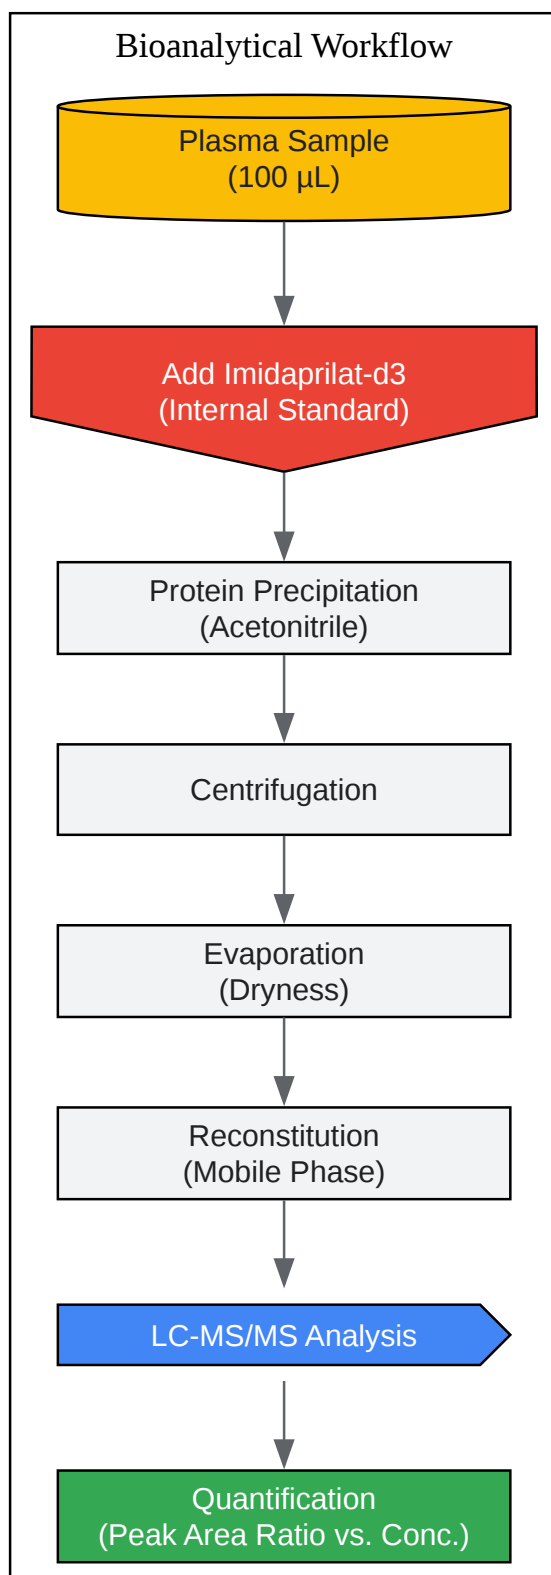 Bioanalytical Workflow
Plasma Sample
(100 µL)
Add Imidaprilat-d3
(Internal Standard)
Protein Precipitation
(Acetonitrile)
Centrifugation
Evaporation
(Dryness)
Reconstitution
(Mobile Phase)
LC-MS/MS Analysis
Quantification
(Peak Area Ratio vs. Conc.)